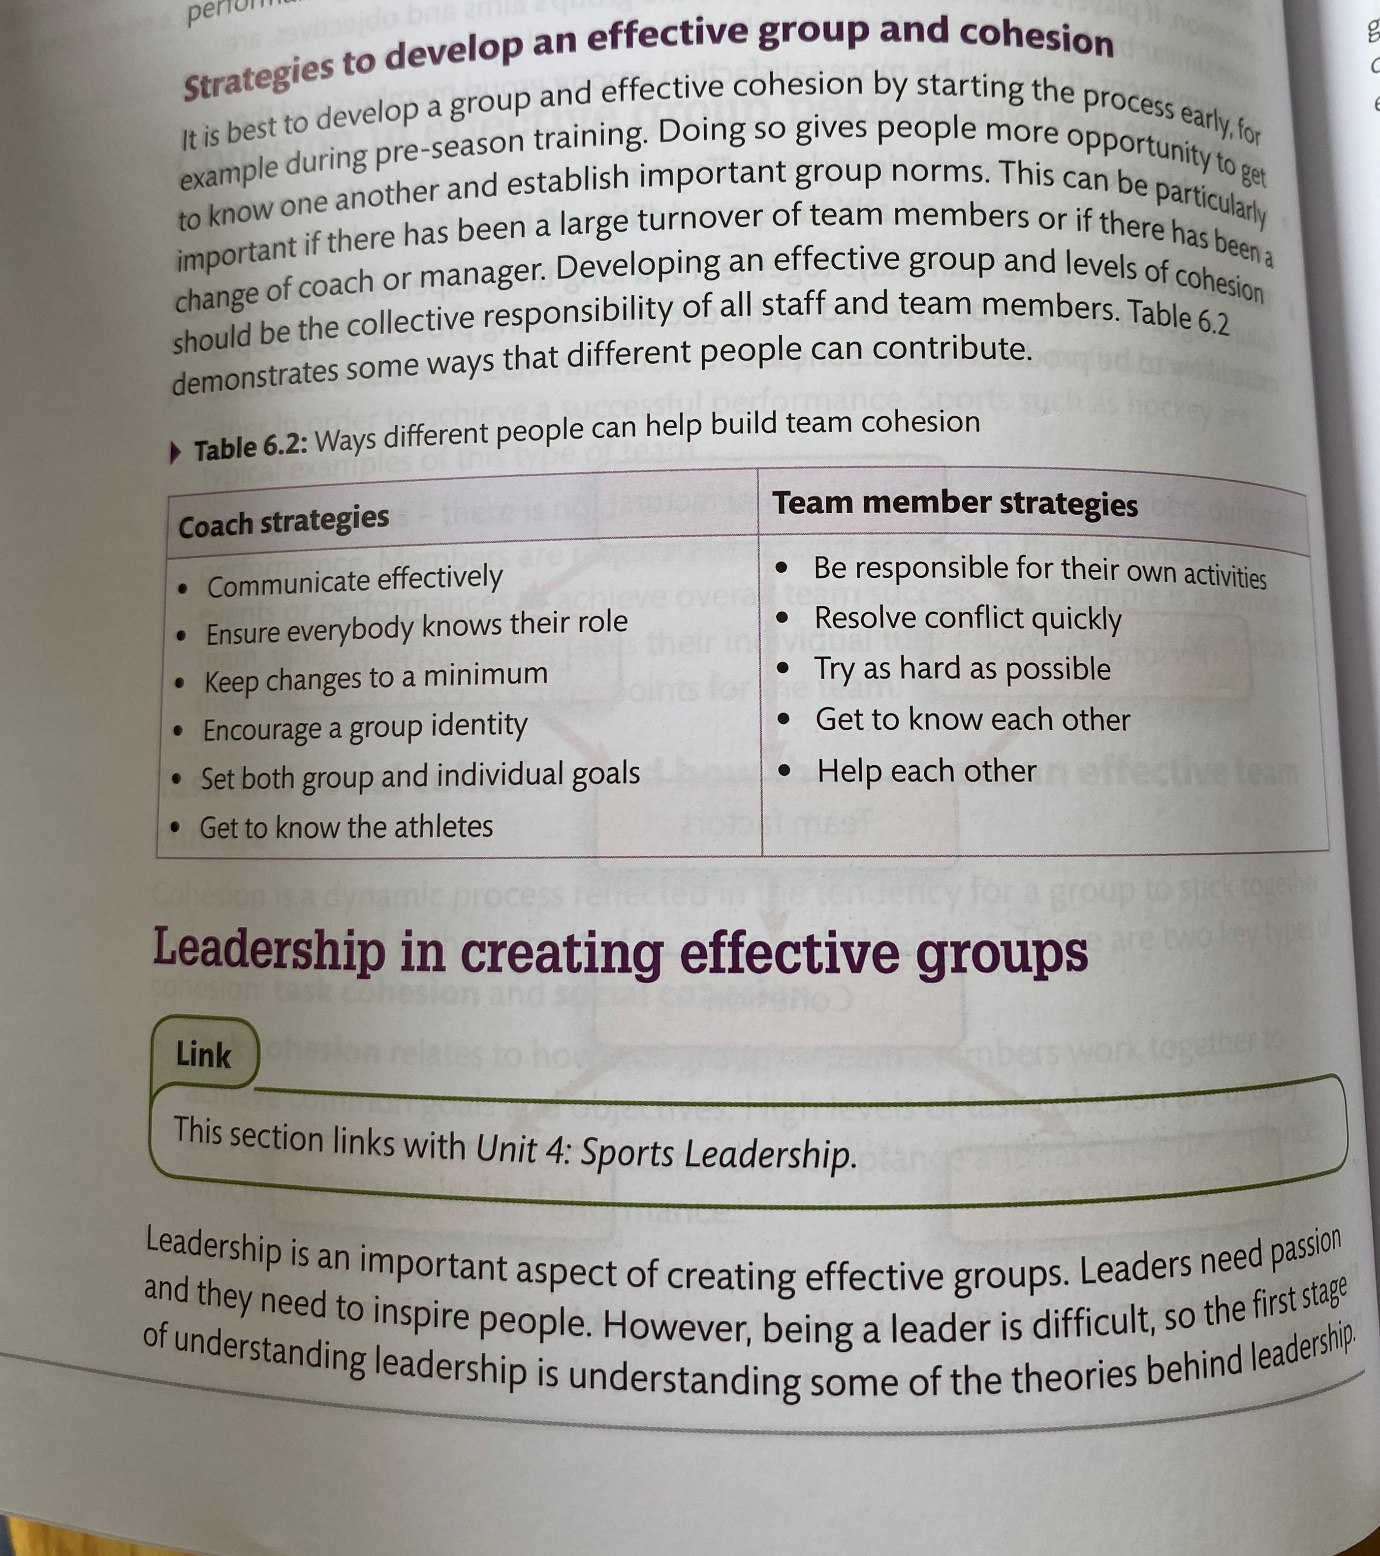 Strategies to develop an effective group and cohesion
It is best to develop a group and effective cohesion by starting the process early, for
example during pre-season training. Doing so gives people more opportunity to get
to know one another and establish important group norms. This can be particularly
important if there has been a large turnover of team members or if there has been a
change of coach or manager. Developing an effective group and levels of cohesion
should be the collective responsibility of all staff and team members. Table 6.2
demonstrates some ways that different people can contribute.
Table 6.2: Ways different people can help build team cohesion
Coach strategies
• Communicate effectively
• Ensure everybody knows their role
• Keep changes to a minimum
• Encourage a group identity
• Set both group and individual goals
• Get to know the athletes
Team member strategies
• Be responsible for their own activities
• Resolve conflict quickly
• Try as hard as possible
• Get to know each other
• Help each other
Leadership in creating effective groups
Link
This section links with Unit 4: Sports Leadership.
Leadership is an important aspect of creating effective groups. Leaders need passion
and they need to inspire people. However, being a leader is difficult, so the first stage
of understanding leadership is understanding some of the theories behind leadership.